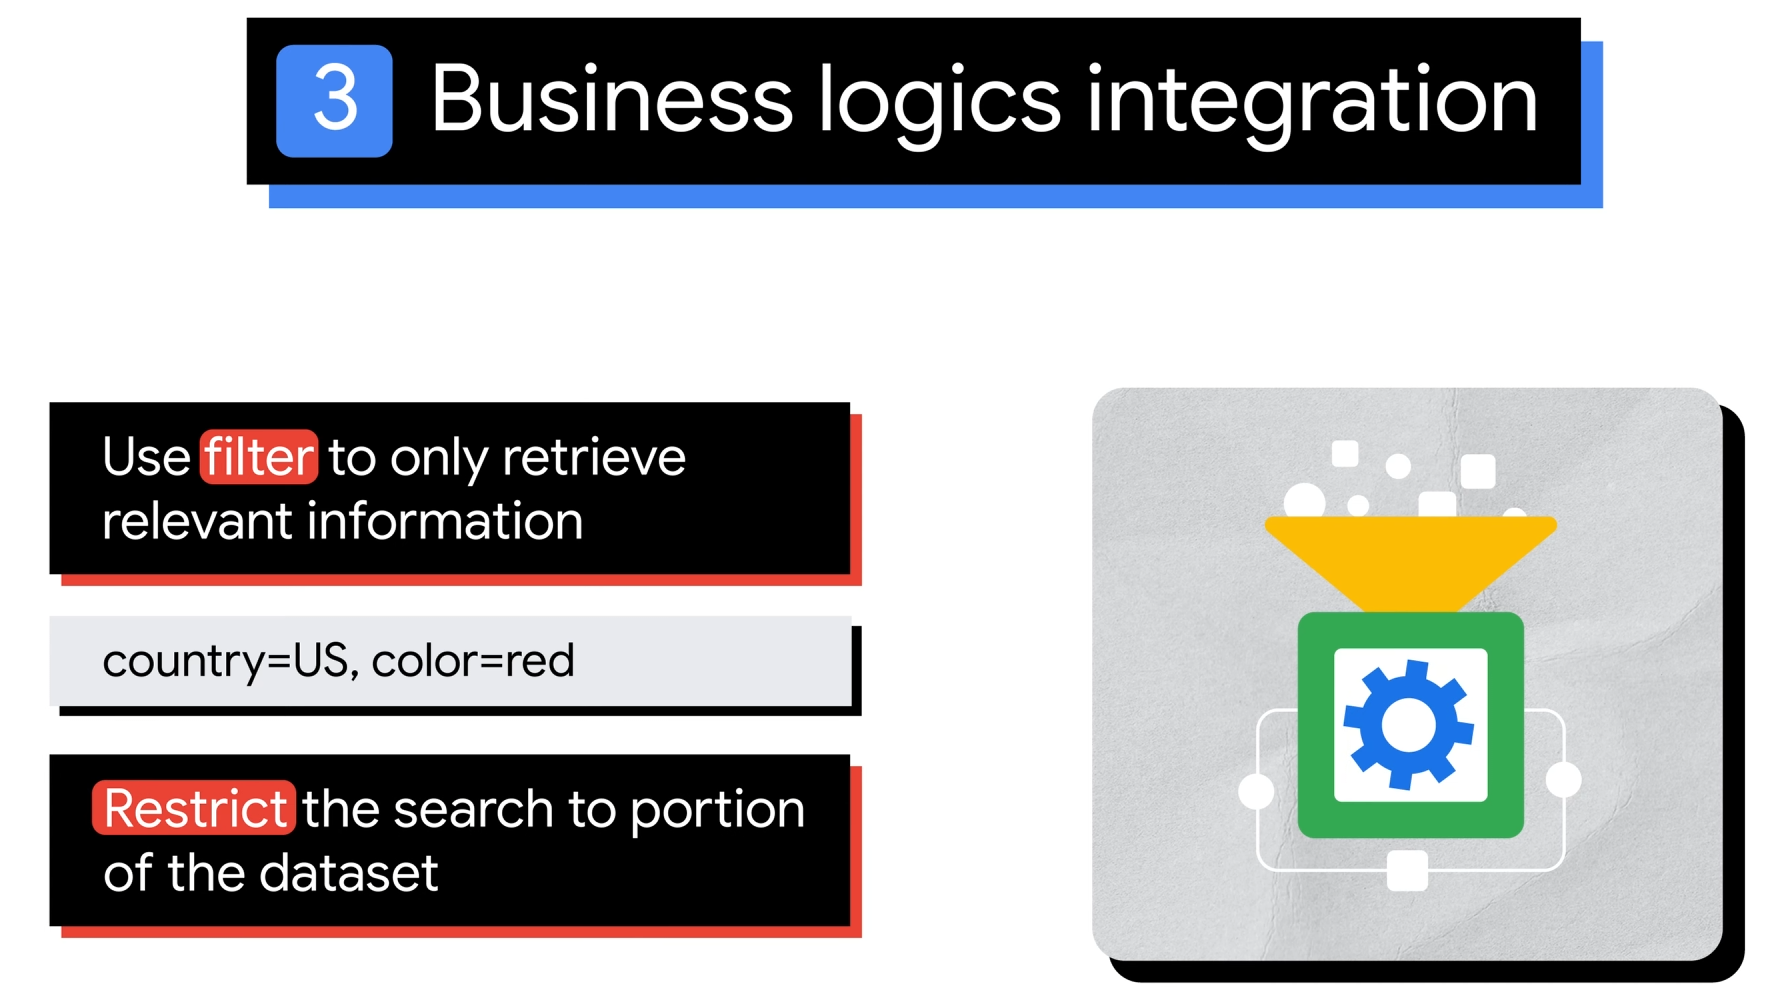 3 Business logics integration
Use filter to only retrieve
relevant information
country=US, color=red
Restrict the search to portion
of the dataset